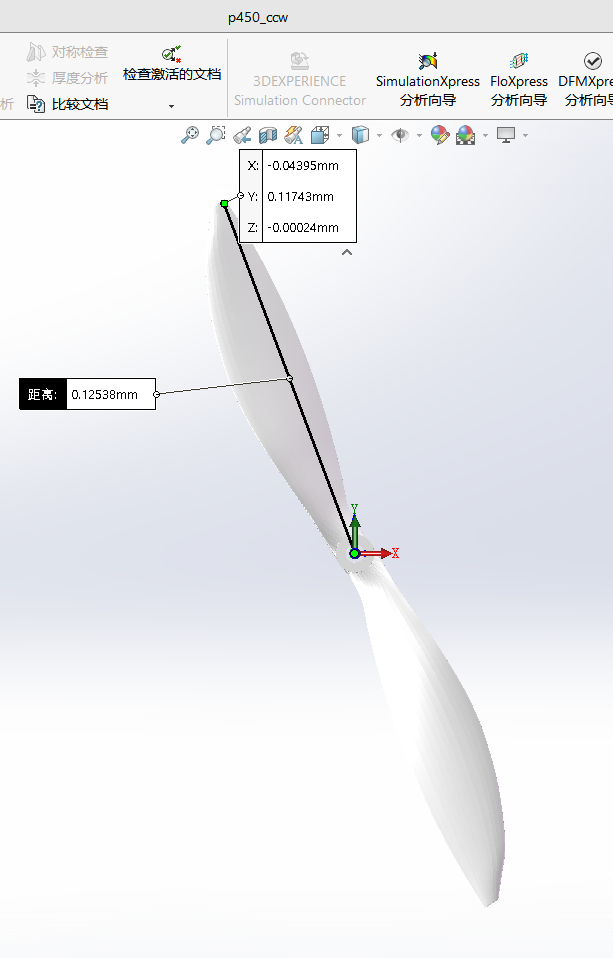 p450_ccw
对称检查
厚度分析
析
比较文档
检查激活的文档
3DEXPERIENCE
Simulation Connector
SimulationXpress
分析向导
FloXpress
分析向导
DFMXpre
分析向导
X: -0.04395mm
Y: 0.11743mm
Z: -0.00024mm
距离: 0.12538mm
Y
X